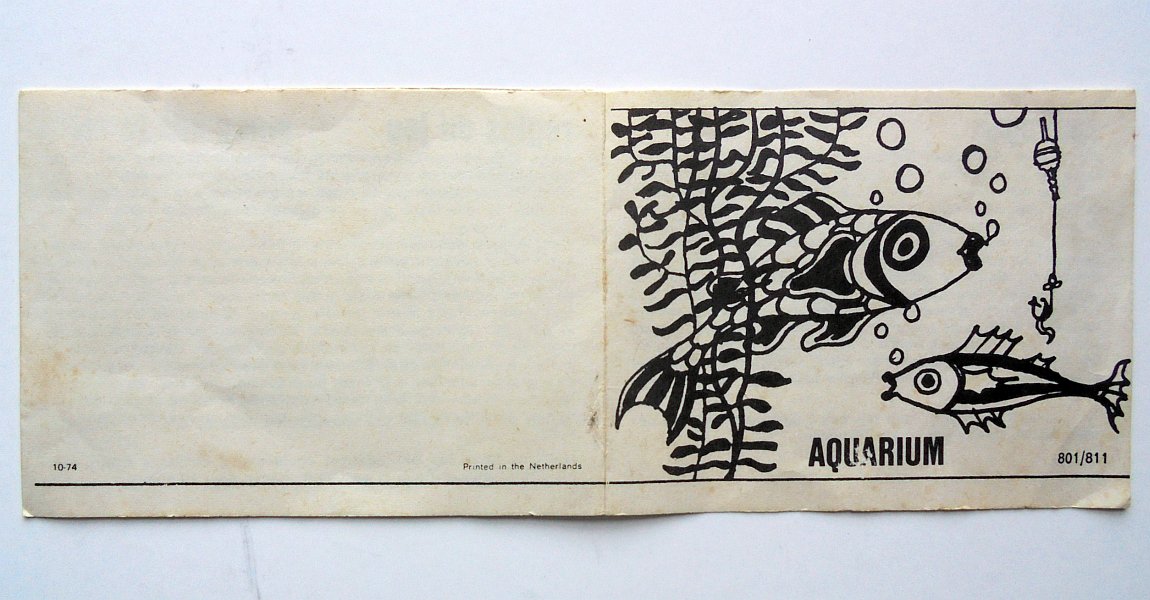 10-74
Printed in the Netherlands
AQUARIUM
801/811